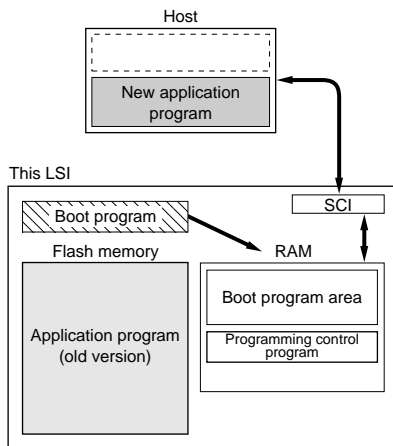 Host
New application
program
This LSI
SCI
Boot program
Flash memory
RAM
Application program
(old version)
Boot program area
Programming control
program